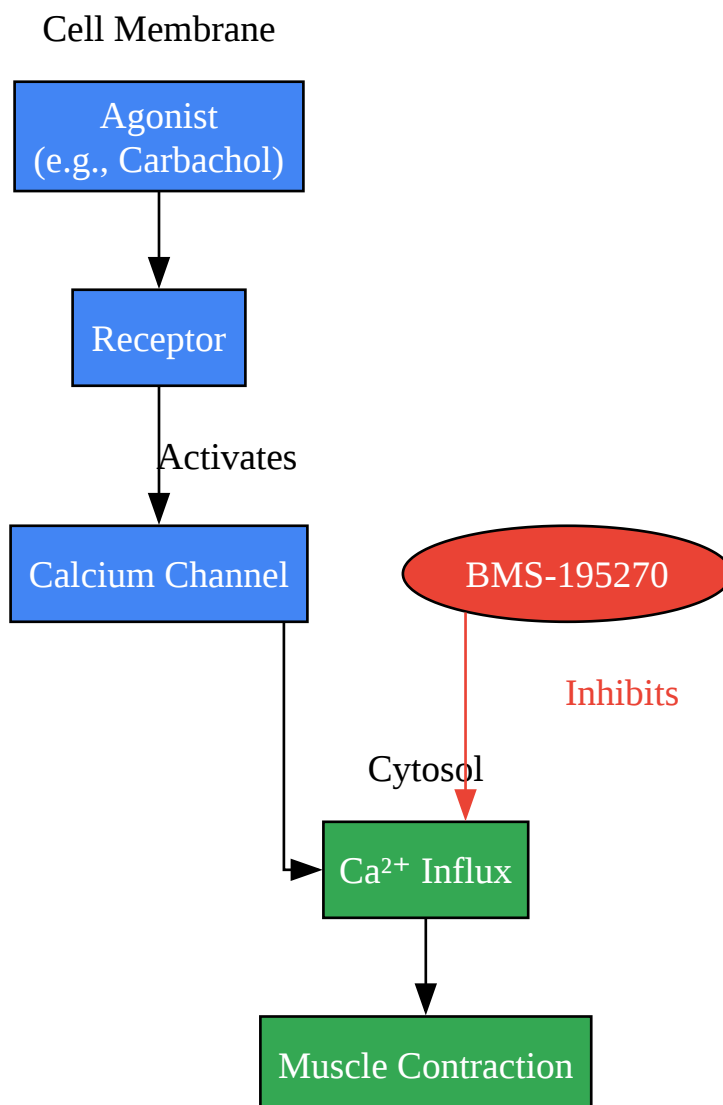 Cell Membrane
Agonist
(e.g., Carbachol)
Receptor
Activates
Calcium Channel
BMS-195270
Inhibits
Cytosol
Ca²⁺ Influx
Muscle Contraction